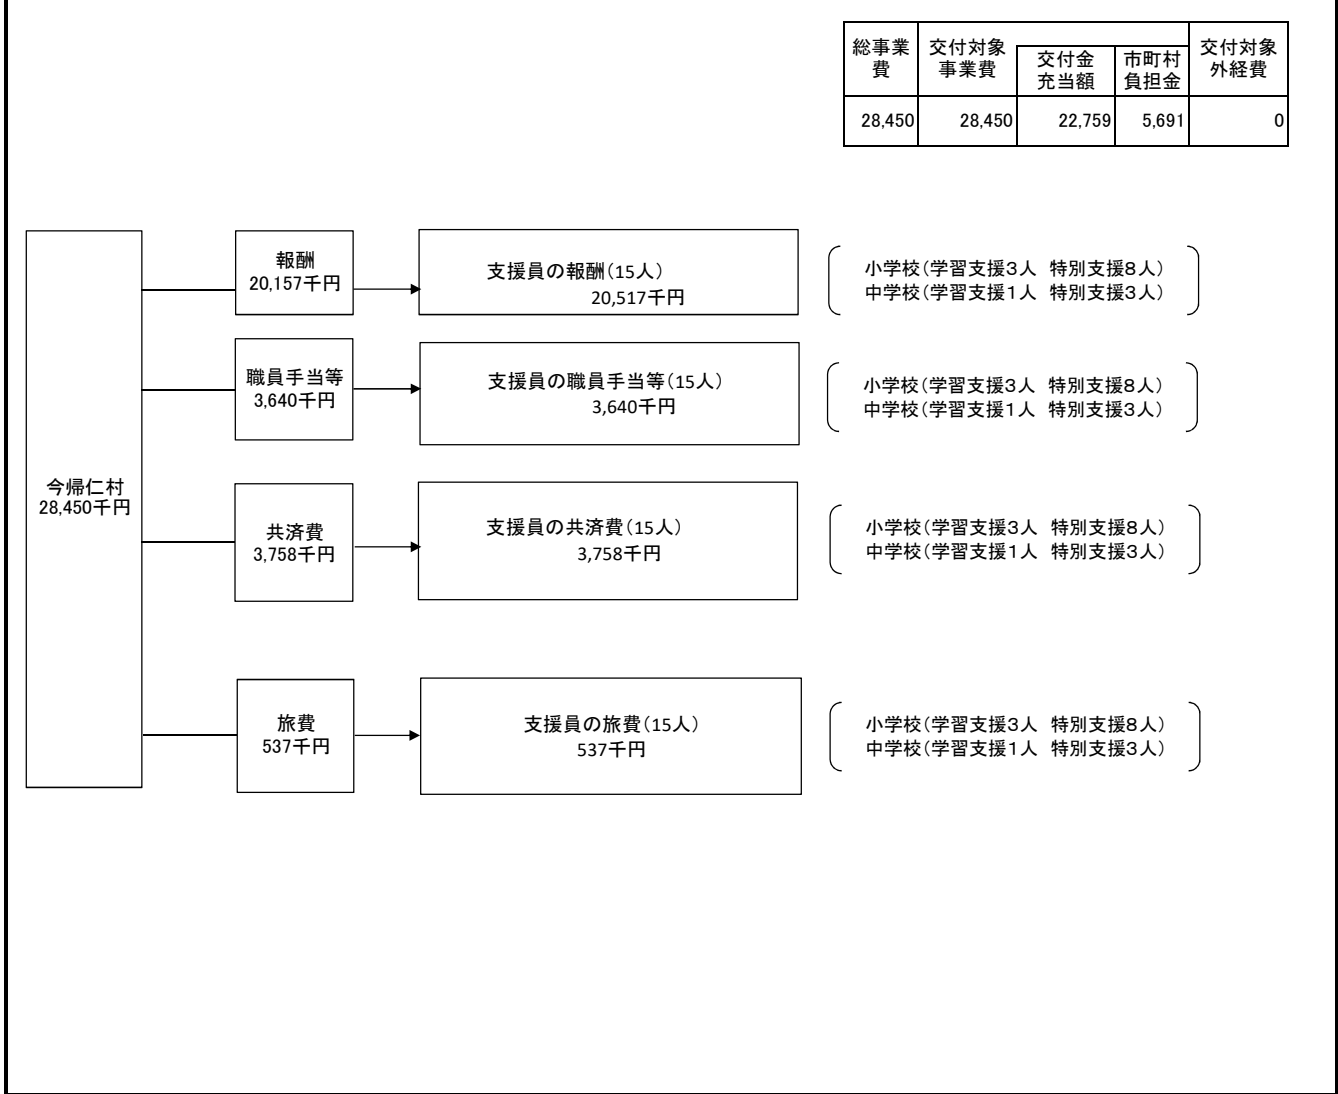 総事業
費
交付対象
事業費
交付金
充当額
市町村
負担金
交付対象
外経費
28,450 28,450 22,759 5,691 0
今帰仁村
28,450千円
報酬
20,157千円
支援員の報酬(15人)
20,517千円
小学校(学習支援3人 特別支援8人)
中学校(学習支援1人 特別支援3人)
職員手当等
3,640千円
支援員の職員手当等(15人)
3,640千円
小学校(学習支援3人 特別支援8人)
中学校(学習支援1人 特別支援3人)
共済費
3,758千円
支援員の共済費(15人)
3,758千円
小学校(学習支援3人 特別支援8人)
中学校(学習支援1人 特別支援3人)
旅費
537千円
支援員の旅費(15人)
537千円
小学校(学習支援3人 特別支援8人)
中学校(学習支援1人 特別支援3人)